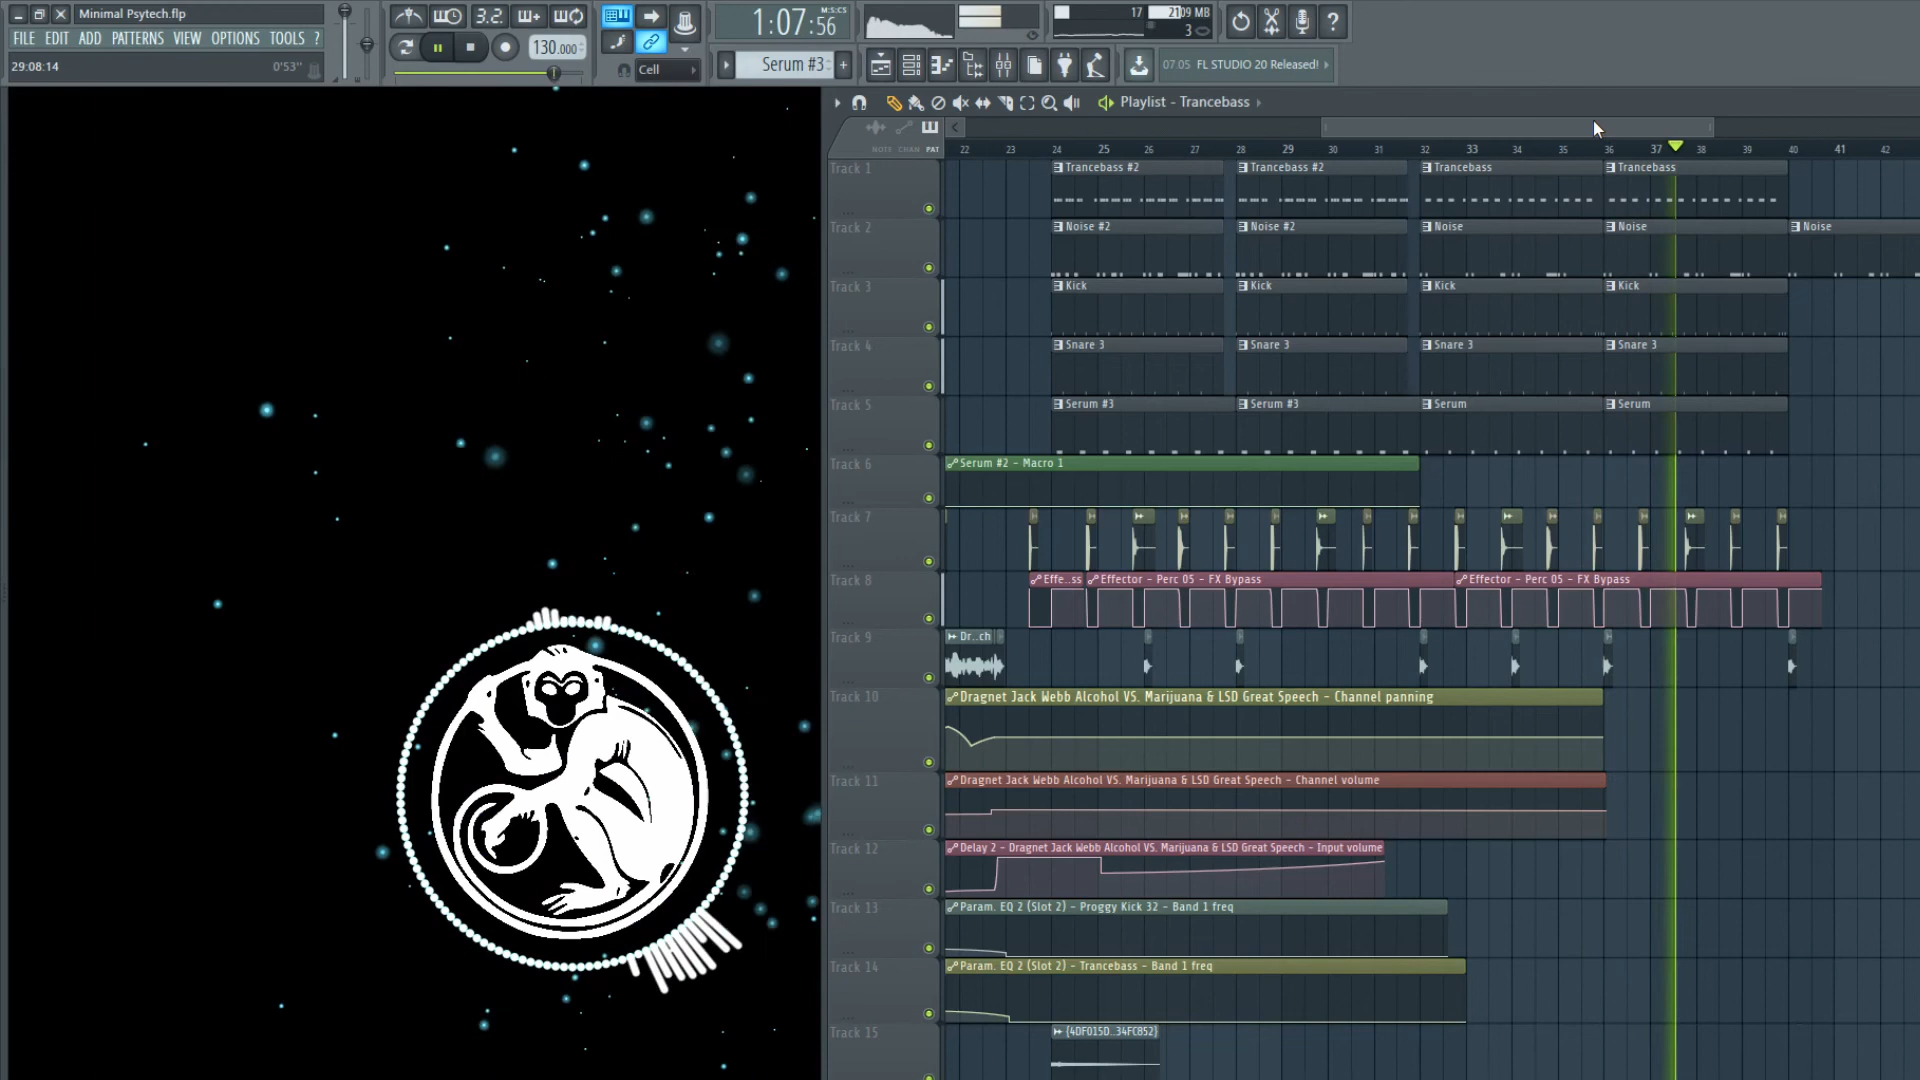 Minimal Psytech.flp
FILE EDIT ADD PATTERNS VIEW OPTIONS TOOLS ?
29:08:14 0'53"
3.2.
130.000
Cell
1:07:56 M:S:CS
Serum #3
17 2109 MB
3
07.05 FL STUDIO 20 Released!
Playlist - Trancebass
NOTE CHAN PAT
22 23 24 25 26 27 28 29 30 31 32 33 34 35 36 37 38 39 40 41 42
Track 1 Trancebass #2 Trancebass #2 Trancebass Trancebass
Track 2 Noise #2 Noise #2 Noise Noise Noise
Track 3 Kick Kick Kick Kick
Track 4 Snare 3 Snare 3 Snare 3 Snare 3
Track 5 Serum #3 Serum #3 Serum Serum
Track 6 Serum #2 - Macro 1
Track 7
Track 8 Effe..ss Effector - Perc 05 - FX Bypass Effector - Perc 05 - FX Bypass
Track 9 Dr..ch
Track 10 Dragnet Jack Webb Alcohol VS. Marijuana & LSD Great Speech - Channel panning
Track 11 Dragnet Jack Webb Alcohol VS. Marijuana & LSD Great Speech - Channel volume
Track 12 Delay 2 - Dragnet Jack Webb Alcohol VS. Marijuana & LSD Great Speech - Input volume
Track 13 Param. EQ 2 (Slot 2) - Proggy Kick 32 - Band 1 freq
Track 14 Param. EQ 2 (Slot 2) - Trancebass - Band 1 freq
Track 15 {4DF015D..34FC852}